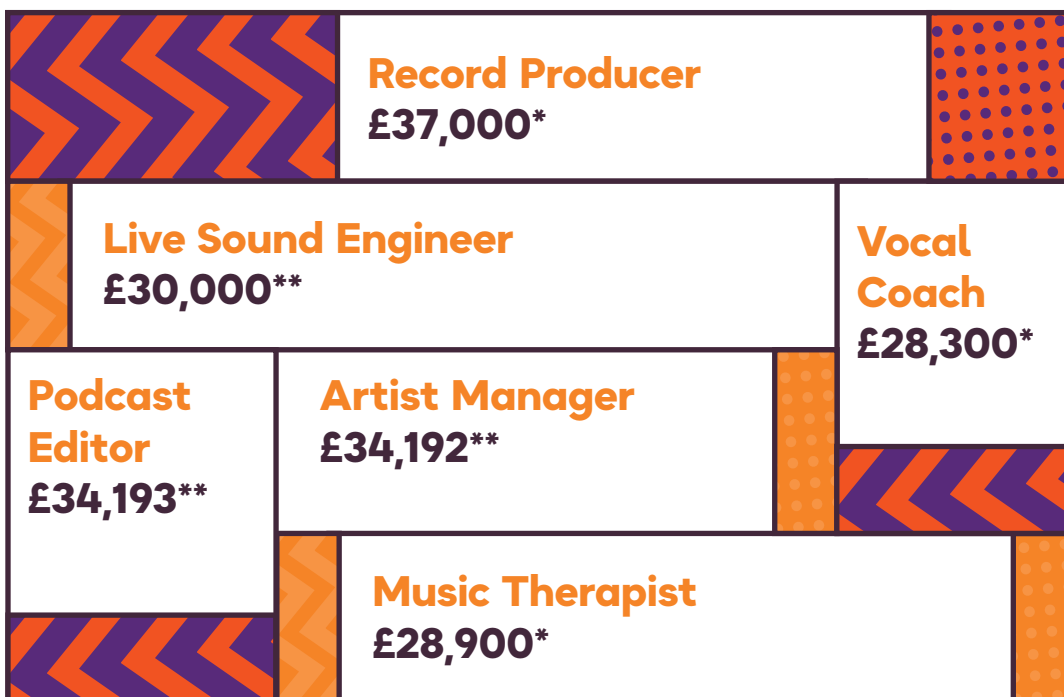 Record Producer
£37,000*
Live Sound Engineer
£30,000**
Vocal
Coach
£28,300*
Podcast
Editor
£34,193**
Artist Manager
£34,192**
Music Therapist
£28,900*